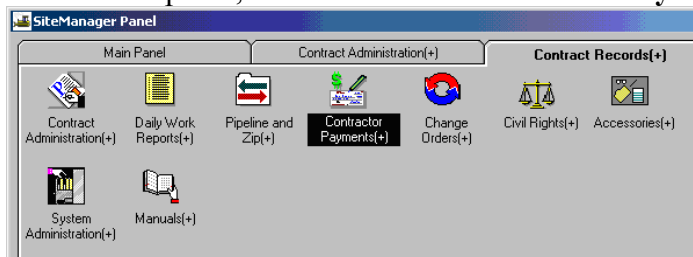 SiteManager Panel
Main Panel Contract Administration(+) Contract Records(+)
Contract Daily Work Pipeline and Contractor Change Civil Rights(+) Accessories(+)
Administration(+) Reports(+) Zip(+) Payments(+) Orders(+)
System Manuals(+)
Administration(+)